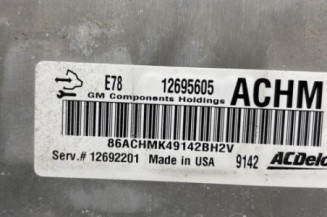 E78 12695605 ACHM
GM Components Holdings
86ACHMK49142BH2V
Serv.# 12692201 Made in USA 9142 ACDelco